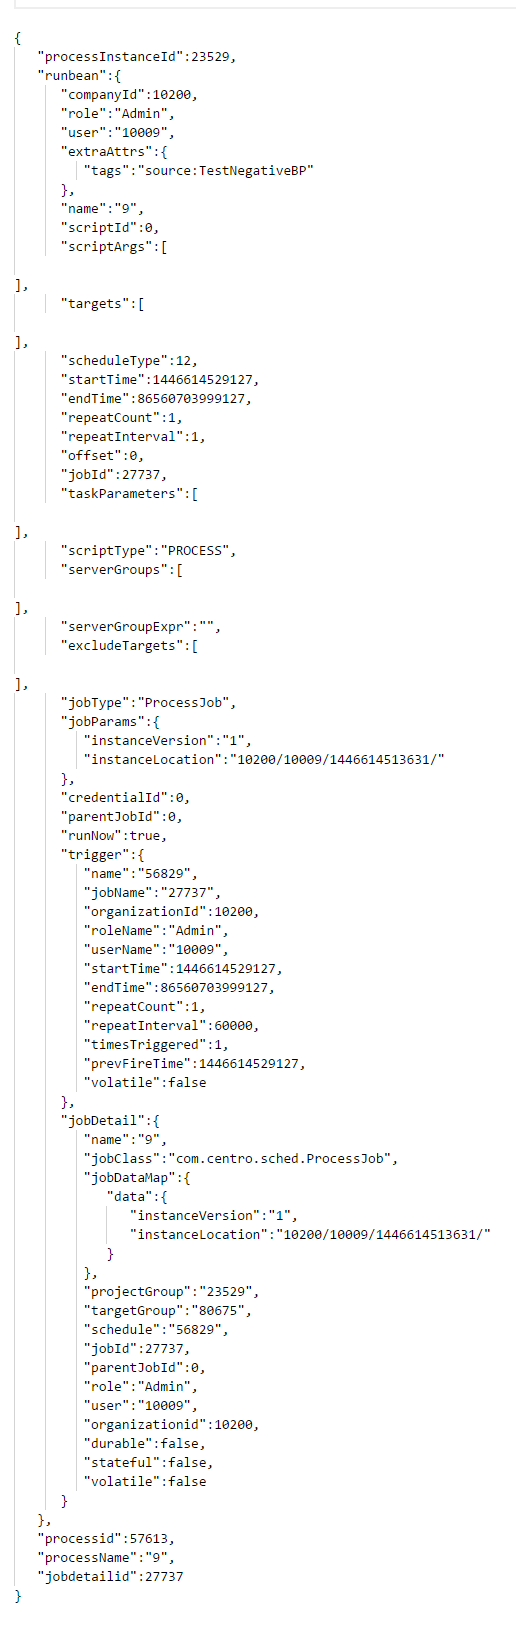 {
"processInstanceId":23529,
"runbean":{
"companyId":10200,
"role":"Admin",
"user":"10009",
"extraAttrs":{
"tags":"source:TestNegativeBP"
},
"name":"9",
"scriptId":0,
"scriptArgs":[
],
"targets":[
],
"scheduleType":12,
"startTime":1446614529127,
"endTime":86560703999127,
"repeatCount":1,
"repeatInterval":1,
"offset":0,
"jobId":27737,
"taskParameters":[
],
"scriptType":"PROCESS",
"serverGroups":[
],
"serverGroupExpr":"",
"excludeTargets":[
],
"jobType":"ProcessJob",
"jobParams":{
"instanceVersion":"1",
"instanceLocation":"10200/10009/1446614513631/"
},
"credentialId":0,
"parentJobId":0,
"runNow":true,
"trigger":{
"name":"56829",
"jobName":"27737",
"organizationId":10200,
"roleName":"Admin",
"userName":"10009",
"startTime":1446614529127,
"endTime":86560703999127,
"repeatCount":1,
"repeatInterval":60000,
"timesTriggered":1,
"prevFireTime":1446614529127,
"volatile":false
},
"jobDetail":{
"name":"9",
"jobClass":"com.centro.sched.ProcessJob",
"jobDataMap":{
"data":{
"instanceVersion":"1",
"instanceLocation":"10200/10009/1446614513631/"
}
},
"projectGroup":"23529",
"targetGroup":"80675",
"schedule":"56829",
"jobId":27737,
"parentJobId":0,
"role":"Admin",
"user":"10009",
"organizationid":10200,
"durable":false,
"stateful":false,
"volatile":false
}
},
"processid":57613,
"processName":"9",
"jobdetailid":27737
}